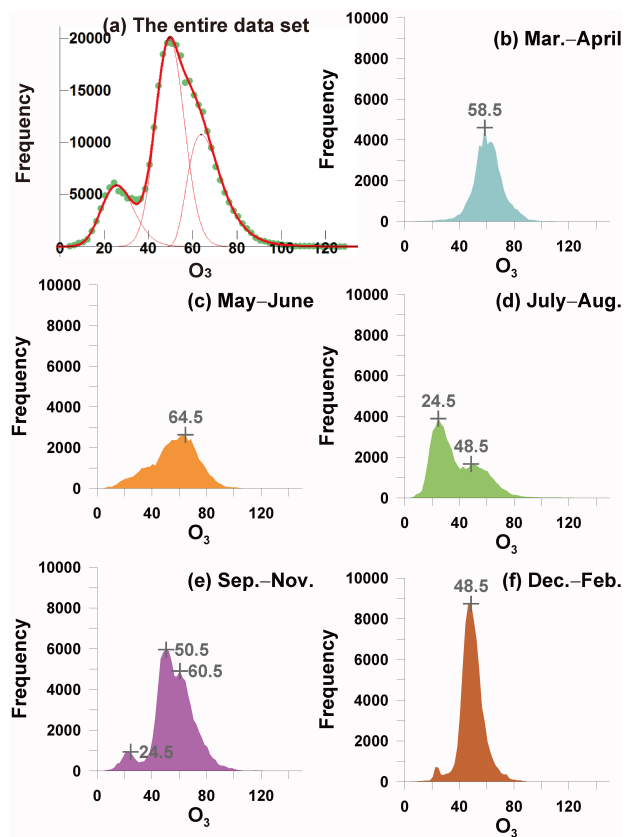 (a) The entire data set
20000
15000
10000
5000
0
0 20 40 60 80 100 120
Frequency
O3
(b) Mar.–April
10000
8000
6000
4000
2000
0
0 40 80 120
58.5
Frequency
O3
(c) May–June
10000
8000
6000
4000
2000
0
0 40 80 120
64.5
Frequency
O3
(d) July–Aug.
10000
8000
6000
4000
2000
0
0 40 80 120
24.5
48.5
Frequency
O3
(e) Sep.–Nov.
10000
8000
6000
4000
2000
0
0 40 80 120
50.5
60.5
24.5
Frequency
O3
(f) Dec.–Feb.
10000
8000
6000
4000
2000
0
0 40 80 120
48.5
Frequency
O3